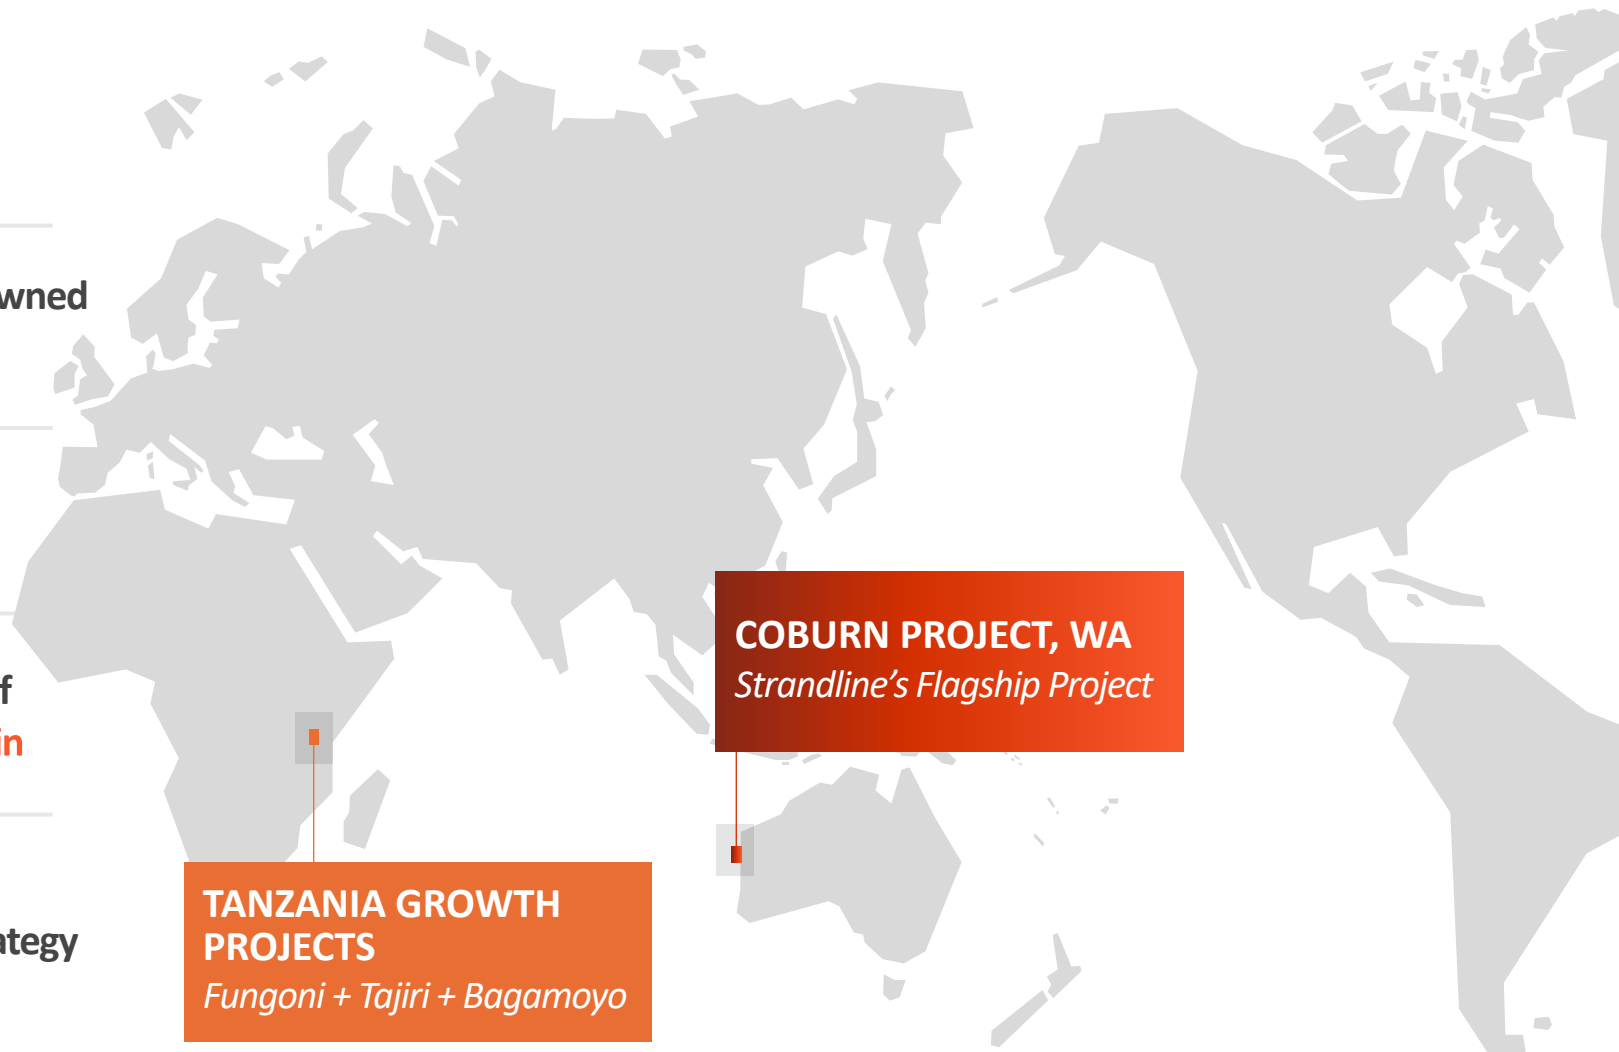 wned
f
in
ategy
COBURN PROJECT, WA
Strandline's Flagship Project
TANZANIA GROWTH
PROJECTS
Fungoni + Tajiri + Bagamoyo